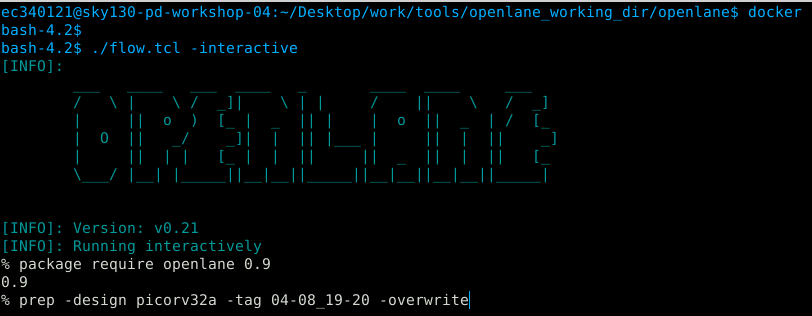 ec340121@sky130-pd-workshop-04:~/Desktop/work/tools/openlane_working_dir/openlane$ docker
bash-4.2$
bash-4.2$ ./flow.tcl -interactive
[INFO]:
OPENLANE
[INFO]: Version: v0.21
[INFO]: Running interactively
% package require openlane 0.9
0.9
% prep -design picorv32a -tag 04-08_19-20 -overwrite